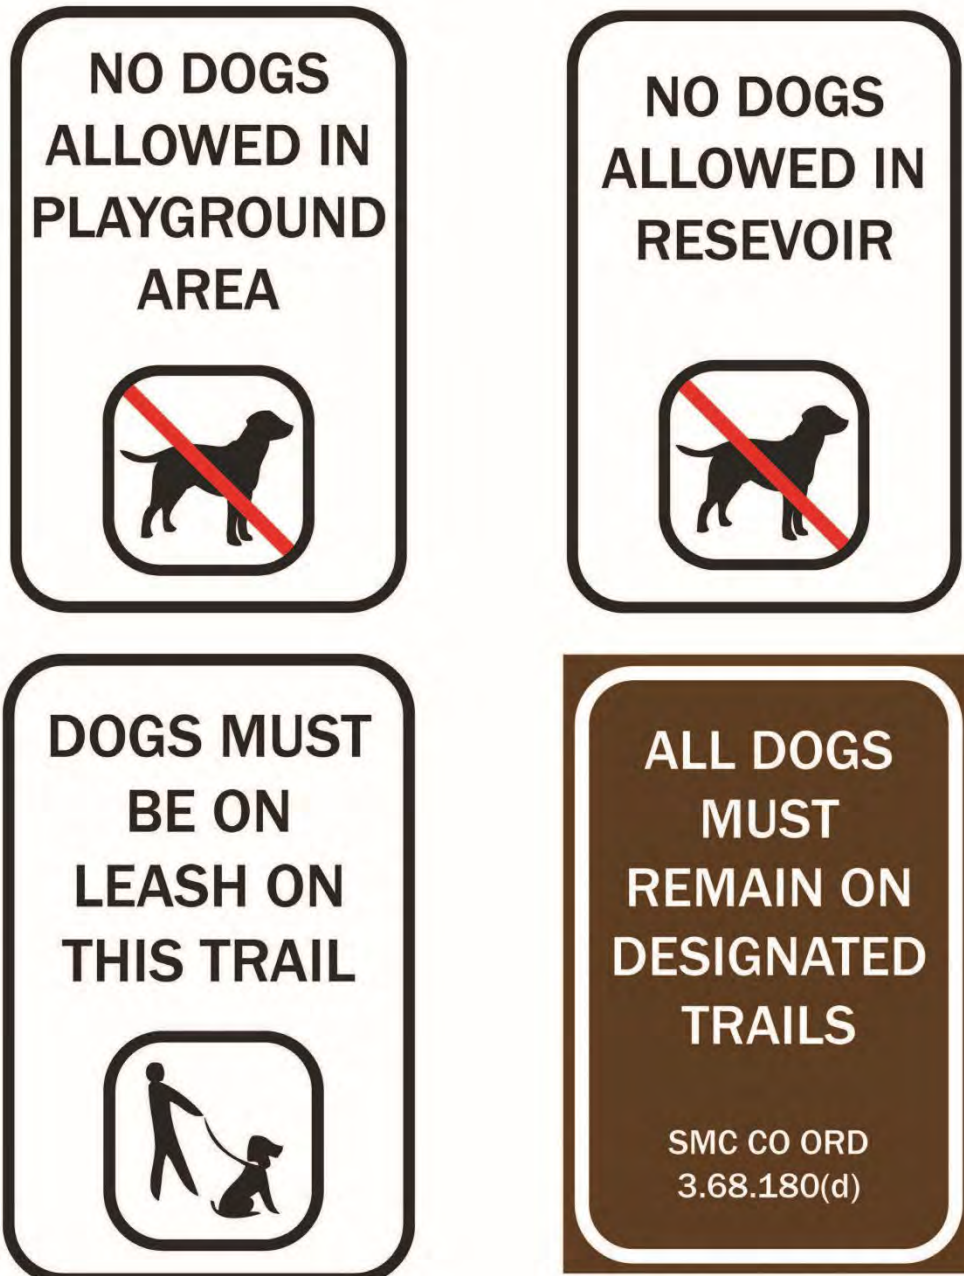 NO DOGS
ALLOWED IN
PLAYGROUND
AREA
NO DOGS
ALLOWED IN
RESEVOIR
DOGS MUST
BE ON
LEASH ON
THIS TRAIL
ALL DOGS
MUST
REMAIN ON
DESIGNATED
TRAILS
SMC CO ORD
3.68.180(d)